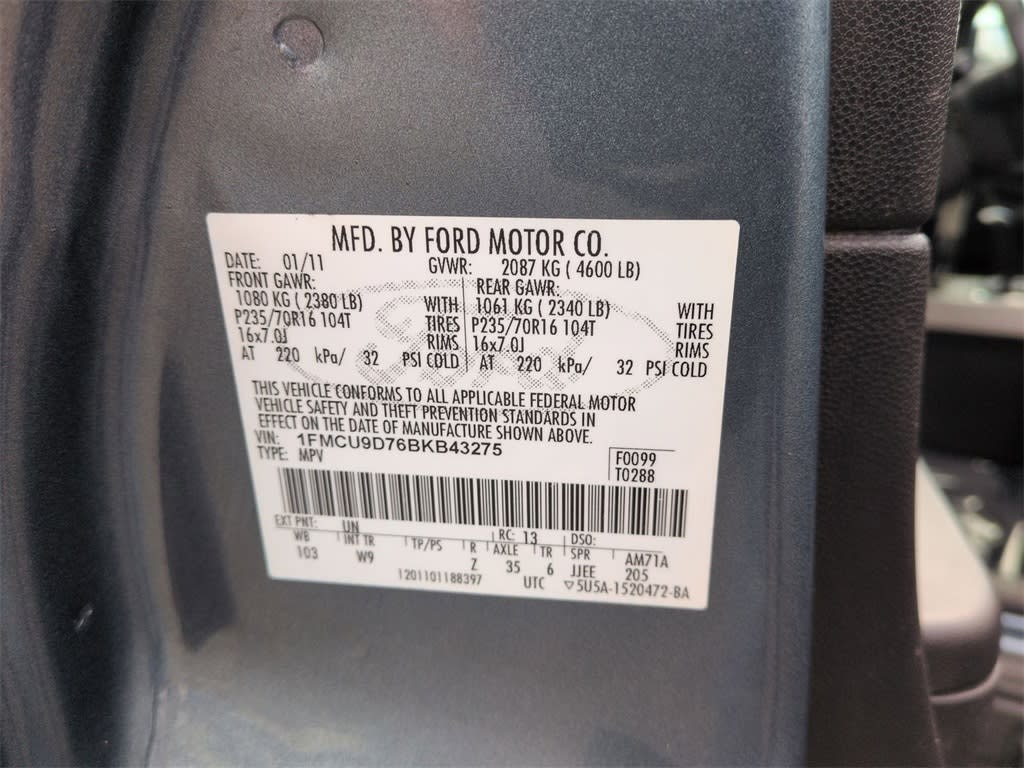 MFD. BY FORD MOTOR CO.
DATE: 01/11 GVWR: 2087 KG ( 4600 LB)
FRONT GAWR: REAR GAWR:
1080 KG ( 2380 LB) WITH 1061 KG ( 2340 LB) WITH
P235/70R16 104T TIRES P235/70R16 104T TIRES
16x7.0J RIMS 16x7.0J RIMS
AT 220 kPa/ 32 PSI COLD AT 220 kPa/ 32 PSI COLD
THIS VEHICLE CONFORMS TO ALL APPLICABLE FEDERAL MOTOR
VEHICLE SAFETY AND THEFT PREVENTION STANDARDS IN
EFFECT ON THE DATE OF MANUFACTURE SHOWN ABOVE.
VIN: 1FMCU9D76BKB43275
TYPE: MPV
F0099
T0288
EXT PNT: UN RC: 13 DSO:
WB INT TR TP/PS R AXLE TR SPR AM71A
103 W9 Z 35 6 JJEE 205
1201101188397 UTC ▽5U5A-1520472-BA
Ford